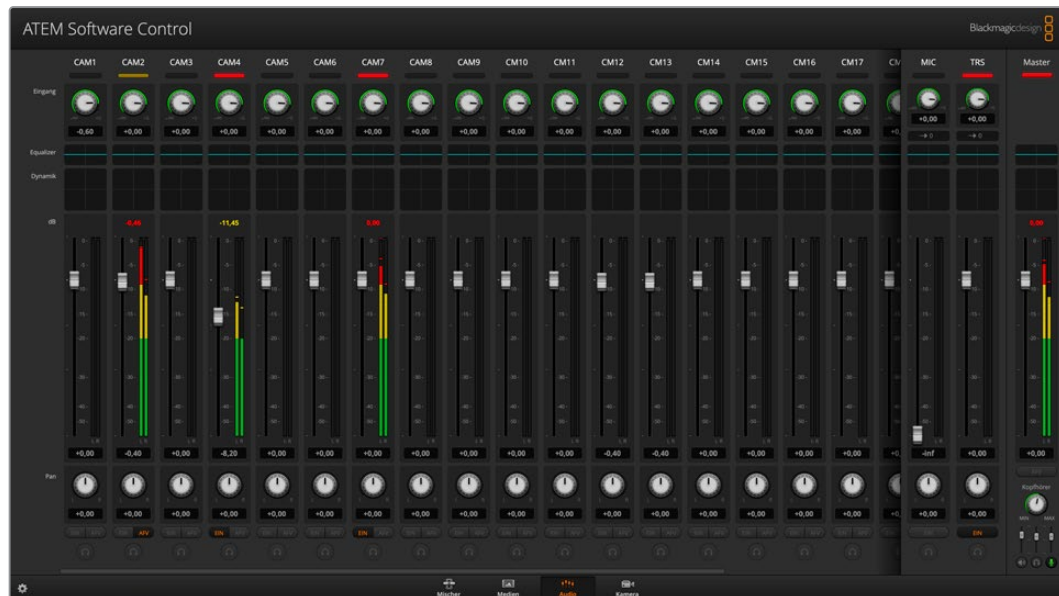 ATEM Software Control
Blackmagicdesign
CAM1 CAM2 CAM3 CAM4 CAM5 CAM6 CAM7 CAM8 CAM9 CM10 CM11 CM12 CM13 CM14 CM15 CM16 CM17 CM MIC TRS Master
Eingang
-0,60 +0,00 +0,00 +0,00 +0,00 +0,00 +0,00 +0,00 +0,00 +0,00 +0,00 +0,00 +0,00 +0,00 +0,00 +0,00 +0,00 +0, +0,00 +0,00
Equalizer
Dynamik
dB -0,46 -11,45 0,00 0,00
+0,00 -0,40 +0,00 -8,20 +0,00 +0,00 +0,00 +0,00 +0,00 +0,00 +0,00 -0,40 -0,40 +0,00 +0,00 +0,00 +0,00 +0, -Inf +0,00 +0,00
Pan
Kopfhörer
MIN MAX
+0,00 +0,00 +0,00 +0,00 +0,00 +0,00 +0,00 +0,00 +0,00 +0,00 +0,00 +0,00 +0,00 +0,00 +0,00 +0,00 +0,00 +0, +0,00 +0,00
AFV EIN EIN EIN
Mischer Medien Audio Kamera